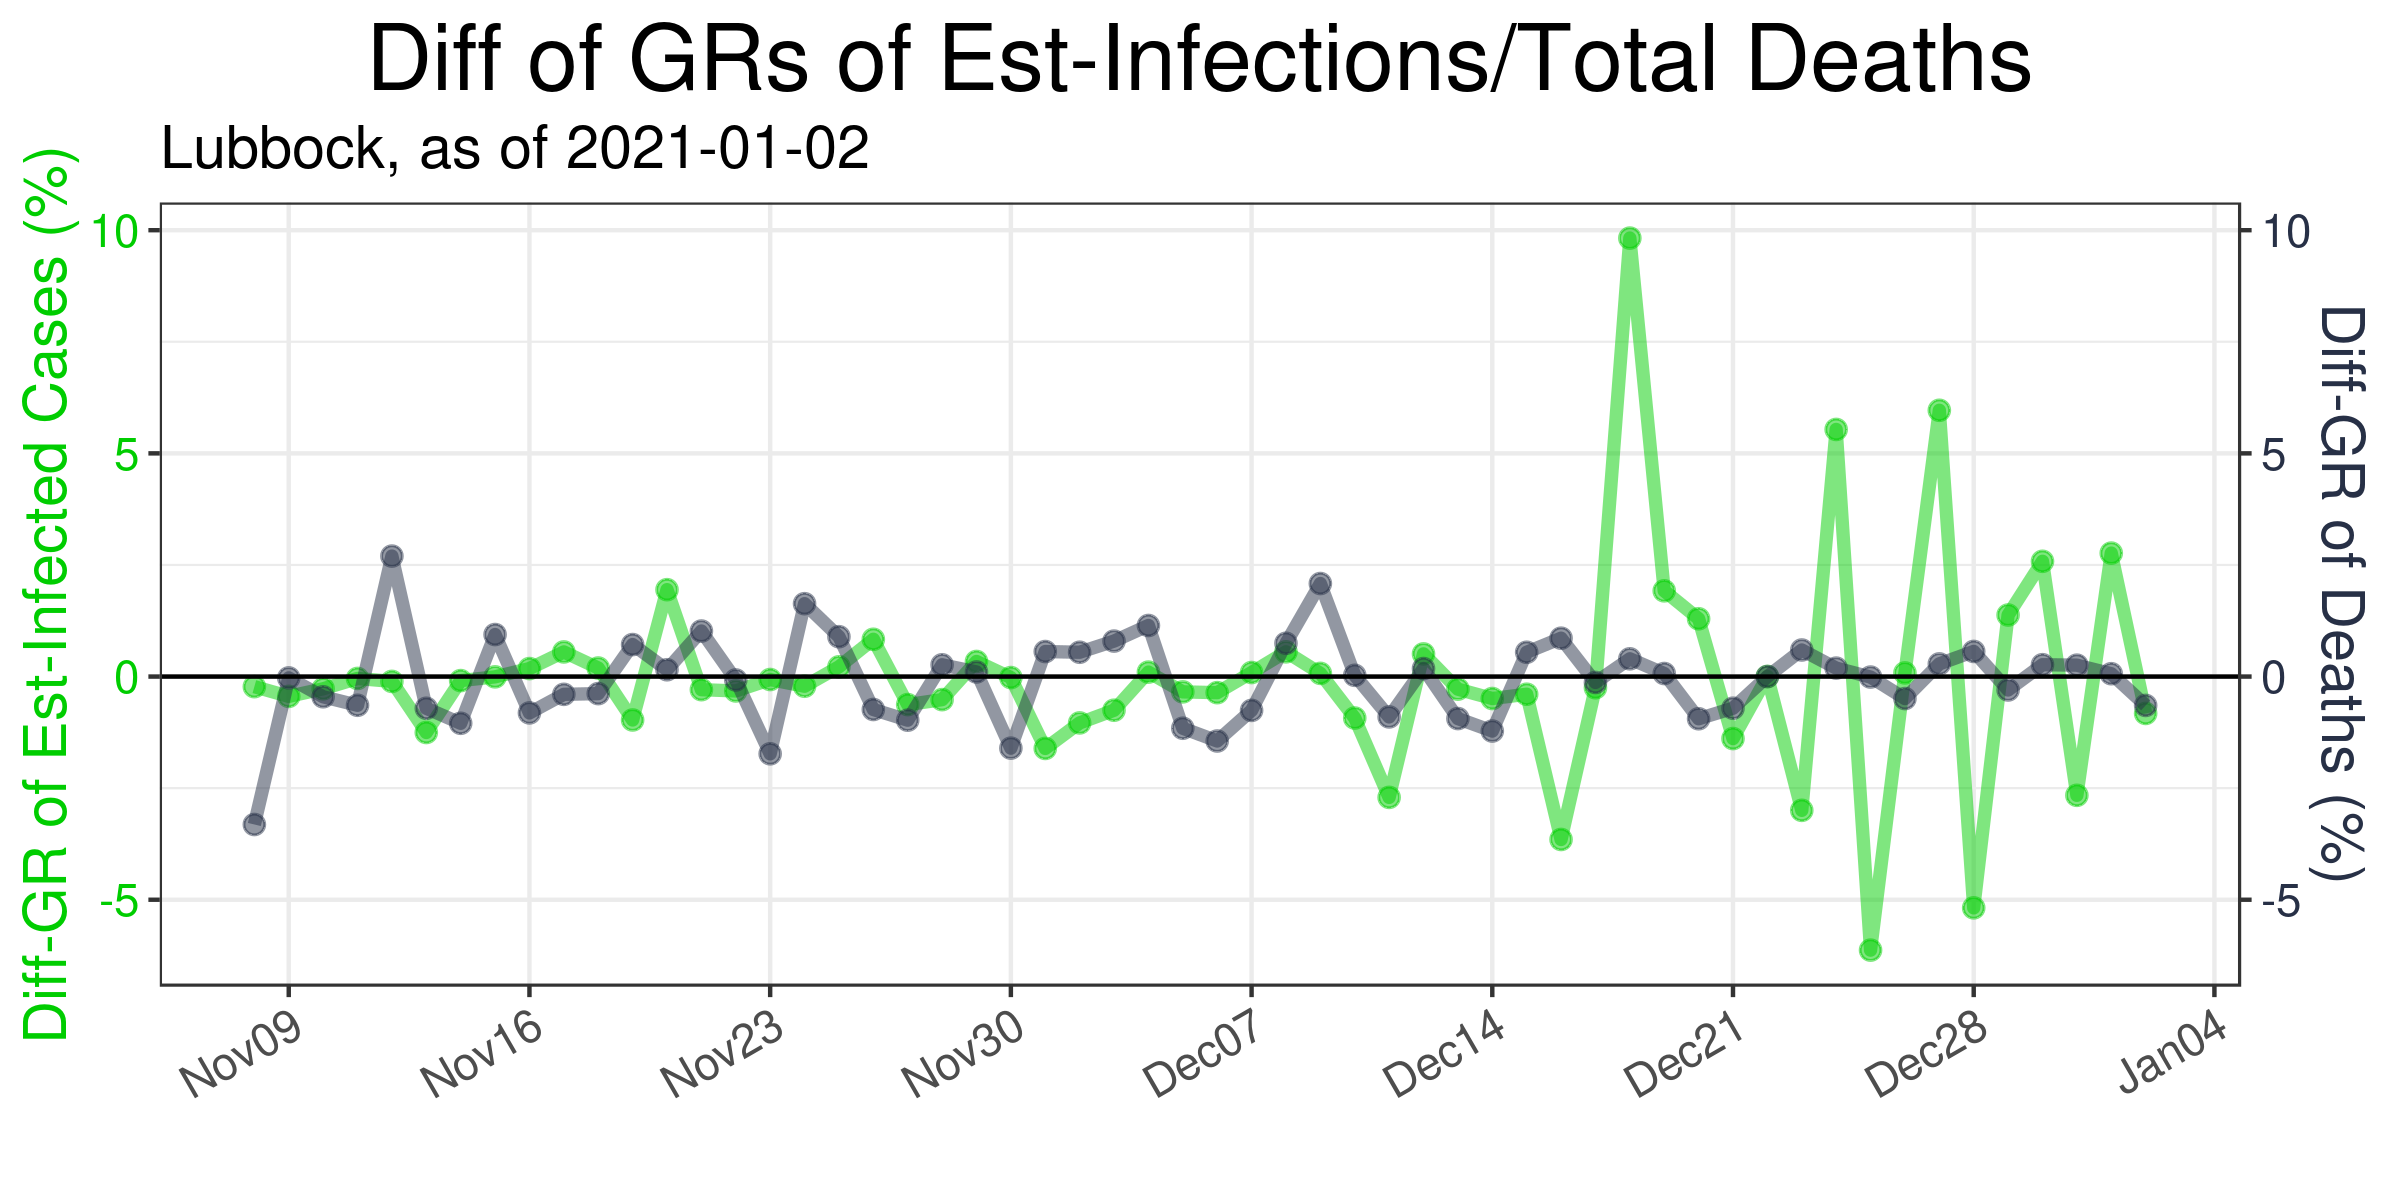 Diff of GRs of Est-Infections/Total Deaths
Lubbock, as of 2021-01-02
Diff-GR of Est-Infected Cases (%)
10
5
0
-5
10
5
0
-5
Diff-GR of Deaths (%)
Nov09
Nov16
Nov23
Nov30
Dec07
Dec14
Dec21
Dec28
Jan04